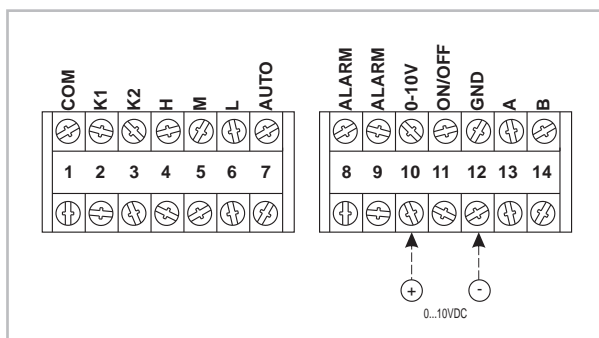 COM K1 K2 H M L AUTO
ALARM ALARM 0-10V ON/OFF GND A B
1 2 3 4 5 6 7
8 9 10 11 12 13 14
+ -
0...10VDC